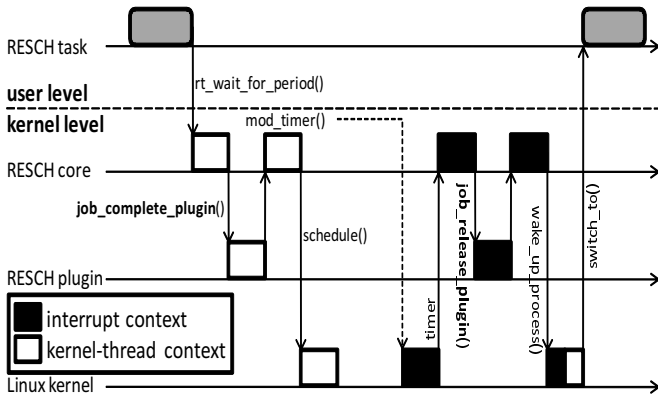 RESCH task
rt_wait_for_period()
user level
kernel level
mod_timer()
RESCH core
job_complete_plugin()
schedule()
timer
job_release_plugin()
wake_up_process()
switch_to()
RESCH plugin
interrupt context
kernel-thread context
Linux kernel